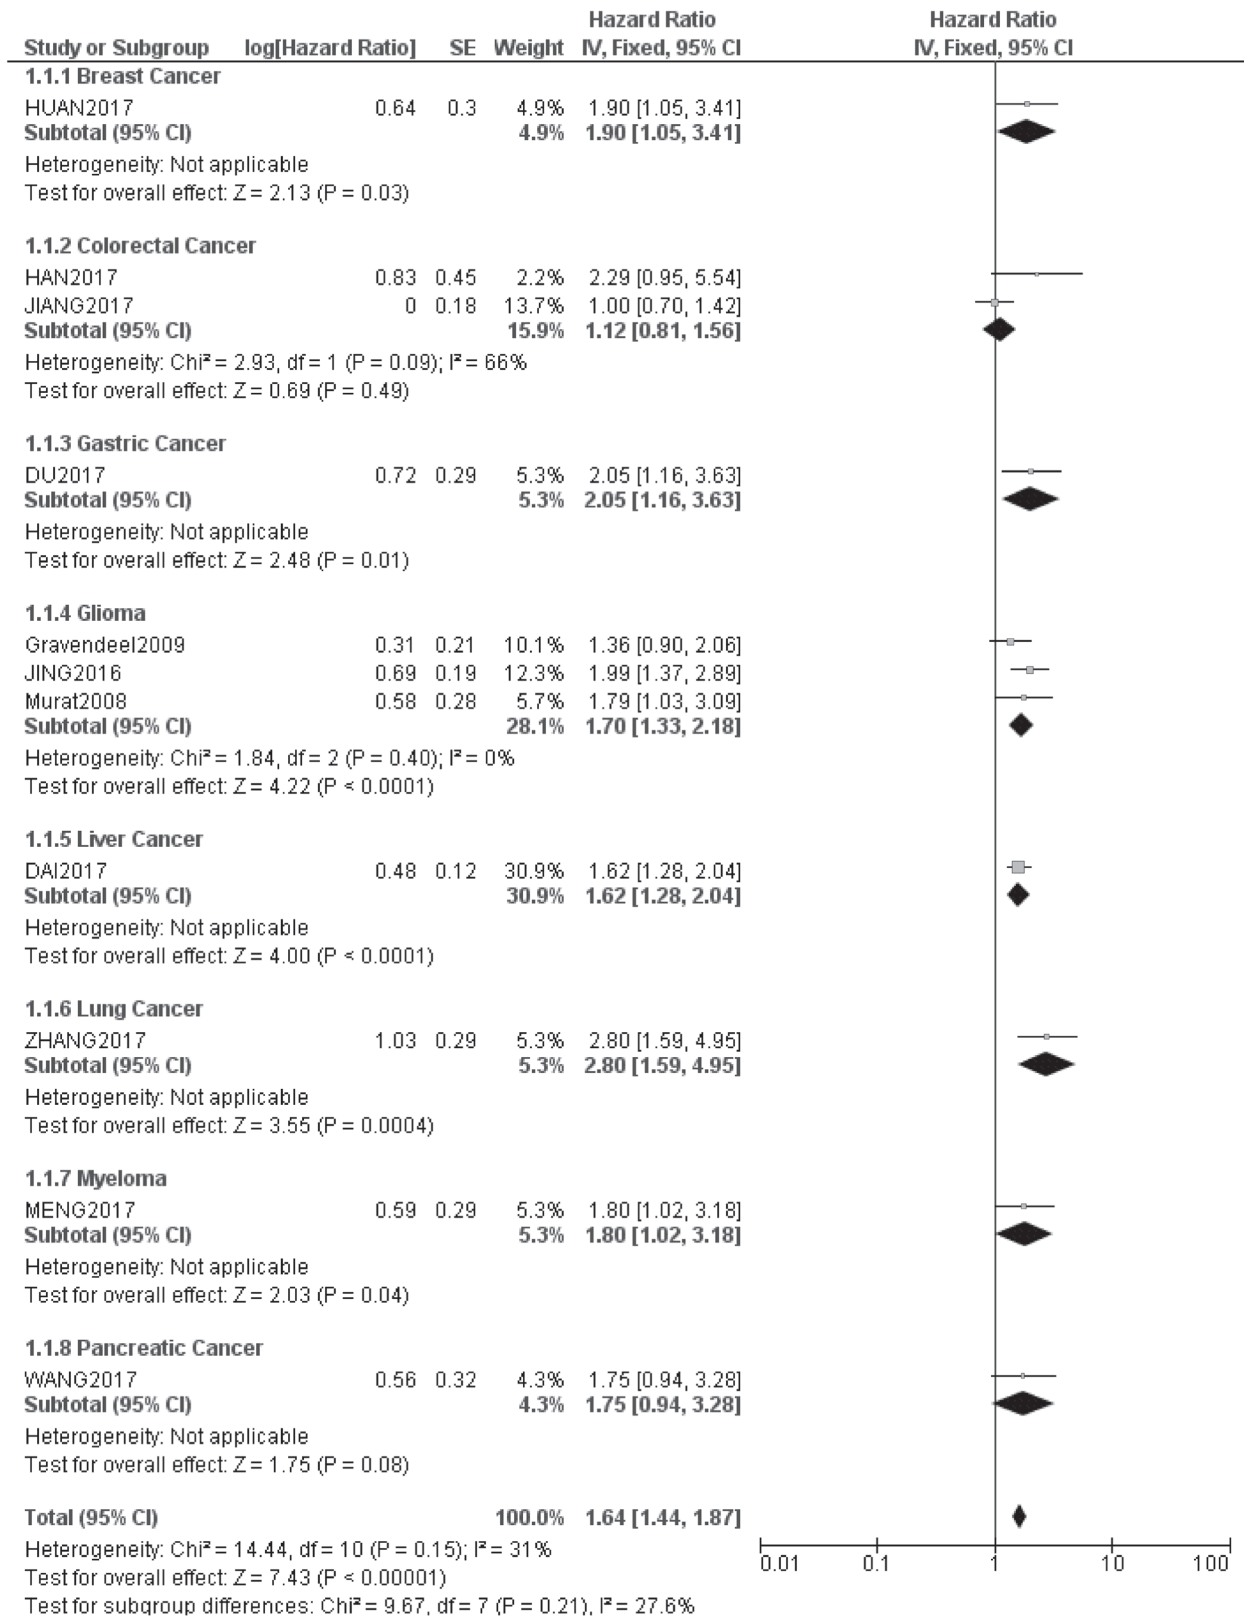 Hazard Ratio Hazard Ratio
Study or Subgroup log[Hazard Ratio] SE Weight IV, Fixed, 95% CI IV, Fixed, 95% CI
1.1.1 Breast Cancer
HUAN2017 0.64 0.3 4.9% 1.90 [1.05, 3.41]
Subtotal (95% CI) 4.9% 1.90 [1.05, 3.41]
Heterogeneity: Not applicable
Test for overall effect: Z = 2.13 (P = 0.03)
1.1.2 Colorectal Cancer
HAN2017 0.83 0.45 2.2% 2.29 [0.95, 5.54]
JIANG2017 0 0.18 13.7% 1.00 [0.70, 1.42]
Subtotal (95% CI) 15.9% 1.12 [0.81, 1.56]
Heterogeneity: Chi² = 2.93, df = 1 (P = 0.09); I² = 66%
Test for overall effect: Z = 0.69 (P = 0.49)
1.1.3 Gastric Cancer
DU2017 0.72 0.29 5.3% 2.05 [1.16, 3.63]
Subtotal (95% CI) 5.3% 2.05 [1.16, 3.63]
Heterogeneity: Not applicable
Test for overall effect: Z = 2.48 (P = 0.01)
1.1.4 Glioma
Gravendeel2009 0.31 0.21 10.1% 1.36 [0.90, 2.06]
JING2016 0.69 0.19 12.3% 1.99 [1.37, 2.89]
Murat2008 0.58 0.28 5.7% 1.79 [1.03, 3.09]
Subtotal (95% CI) 28.1% 1.70 [1.33, 2.18]
Heterogeneity: Chi² = 1.84, df = 2 (P = 0.40); I² = 0%
Test for overall effect: Z = 4.22 (P < 0.0001)
1.1.5 Liver Cancer
DAI2017 0.48 0.12 30.9% 1.62 [1.28, 2.04]
Subtotal (95% CI) 30.9% 1.62 [1.28, 2.04]
Heterogeneity: Not applicable
Test for overall effect: Z = 4.00 (P < 0.0001)
1.1.6 Lung Cancer
ZHANG2017 1.03 0.29 5.3% 2.80 [1.59, 4.95]
Subtotal (95% CI) 5.3% 2.80 [1.59, 4.95]
Heterogeneity: Not applicable
Test for overall effect: Z = 3.55 (P = 0.0004)
1.1.7 Myeloma
MENG2017 0.59 0.29 5.3% 1.80 [1.02, 3.18]
Subtotal (95% CI) 5.3% 1.80 [1.02, 3.18]
Heterogeneity: Not applicable
Test for overall effect: Z = 2.03 (P = 0.04)
1.1.8 Pancreatic Cancer
WANG2017 0.56 0.32 4.3% 1.75 [0.94, 3.28]
Subtotal (95% CI) 4.3% 1.75 [0.94, 3.28]
Heterogeneity: Not applicable
Test for overall effect: Z = 1.75 (P = 0.08)
Total (95% CI) 100.0% 1.64 [1.44, 1.87]
Heterogeneity: Chi² = 14.44, df = 10 (P = 0.15); I² = 31%
0.01 0.1 1 10 100
Test for overall effect: Z = 7.43 (P < 0.00001)
Test for subgroup differences: Chi² = 9.67, df = 7 (P = 0.21), I² = 27.6%